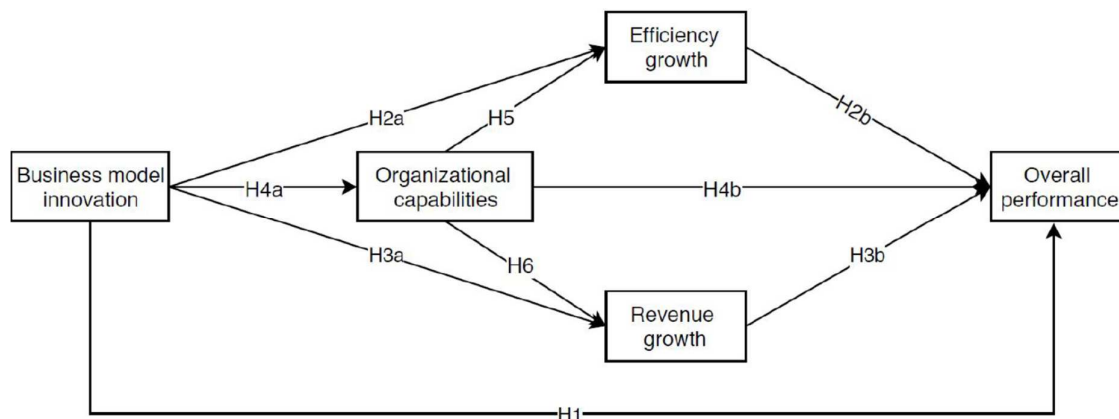 Efficiency
growth
H2a
H5
H2b
Business model
innovation
H4a
Organizational
capabilities
H4b
Overall
performance
H3a
H6
H3b
Revenue
growth
H1